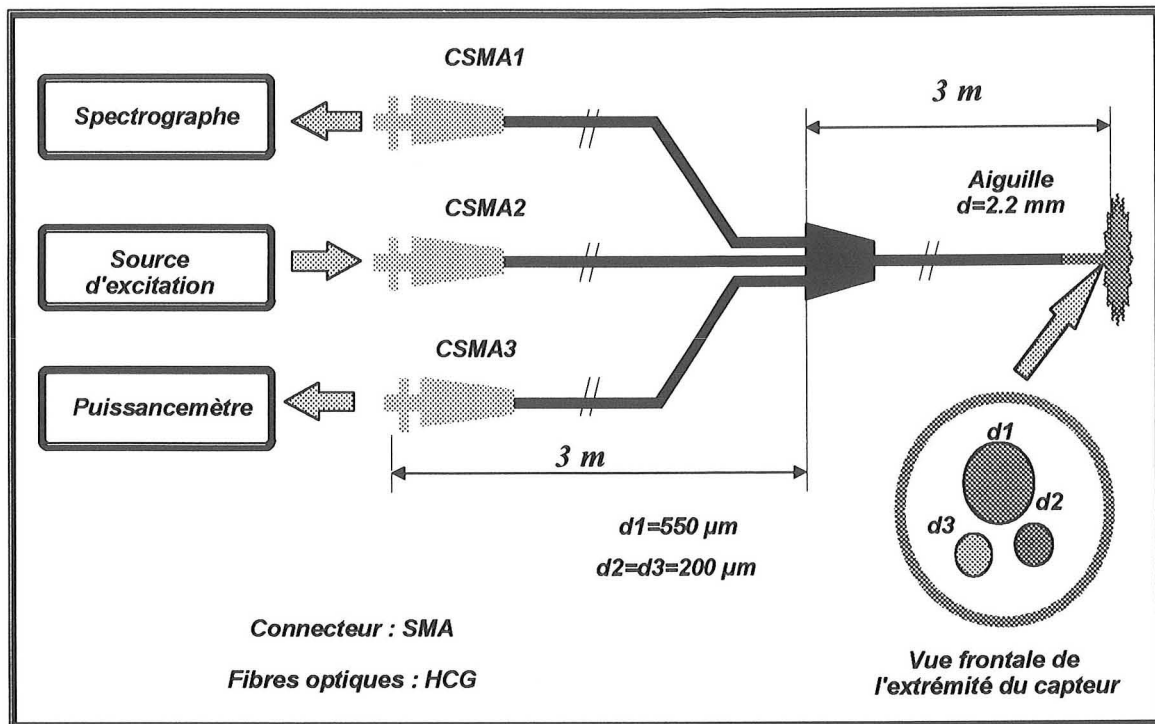 CSMA1
Spectrographe
3 m
Aiguille
d=2.2 mm
CSMA2
Source
d'excitation
CSMA3
Puissancemètre
3 m
d1=550 µm
d2=d3=200 µm
d1
d2
d3
Connecteur : SMA
Fibres optiques : HCG
Vue frontale de
l'extrémité du capteur